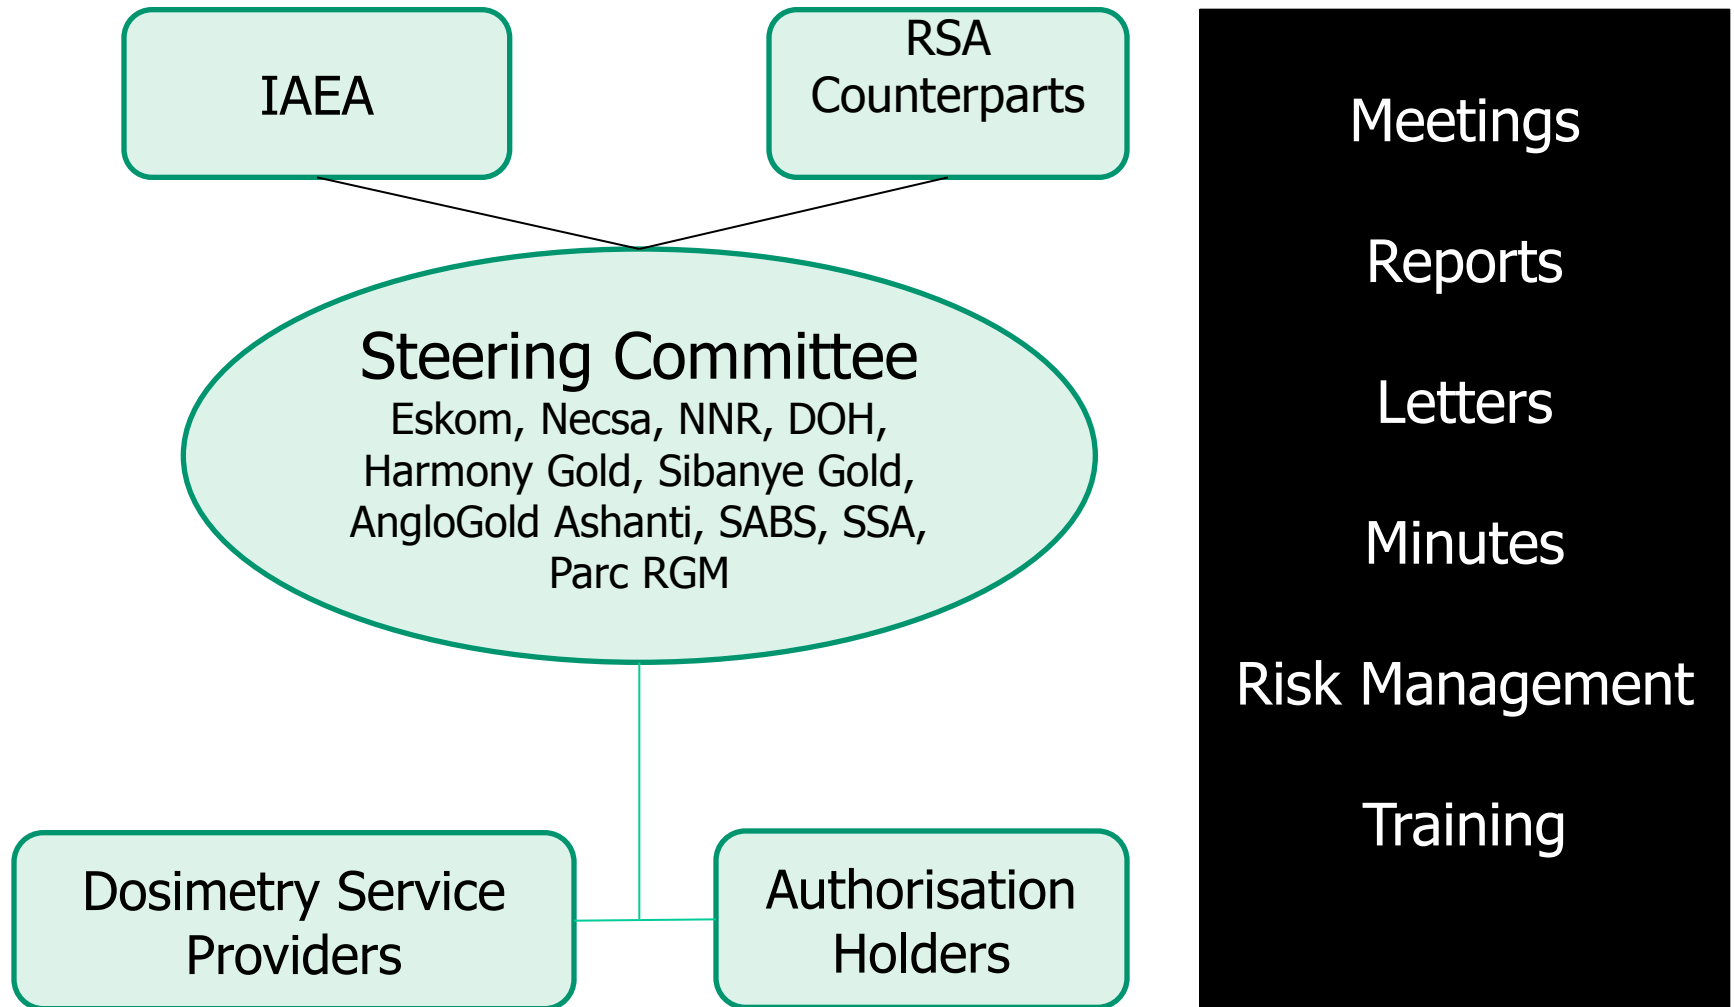 IAEA
RSA
Counterparts
Steering Committee
Eskom, Necsa, NNR, DOH,
Harmony Gold, Sibanye Gold,
AngloGold Ashanti, SABS, SSA,
Parc RGM
Dosimetry Service
Providers
Authorisation
Holders
Meetings
Reports
Letters
Minutes
Risk Management
Training